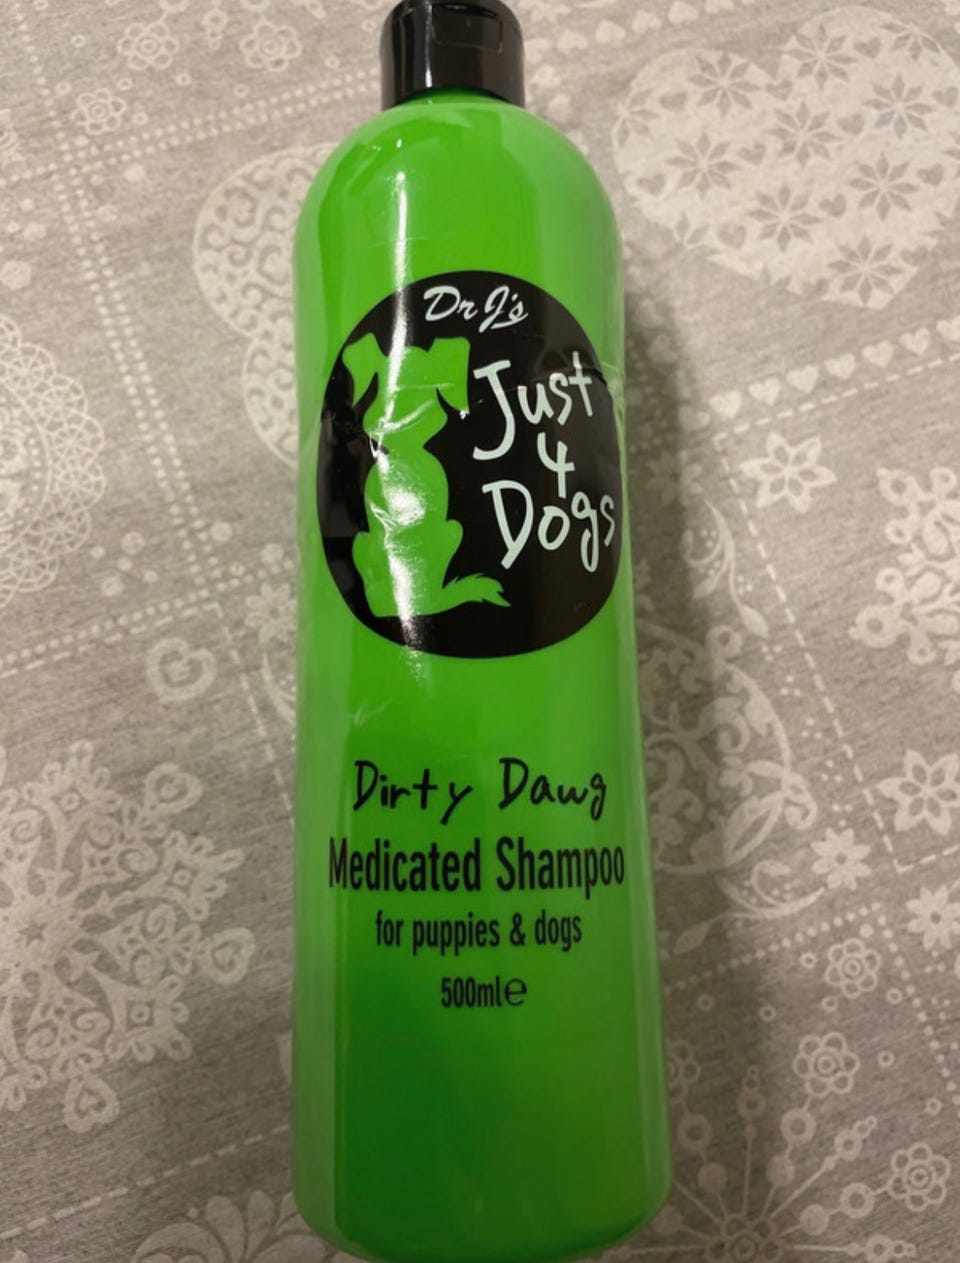 Dr J's
Just
4
Dogs
Dirty Dawg
Medicated Shampoo
for puppies & dogs
500ml℮